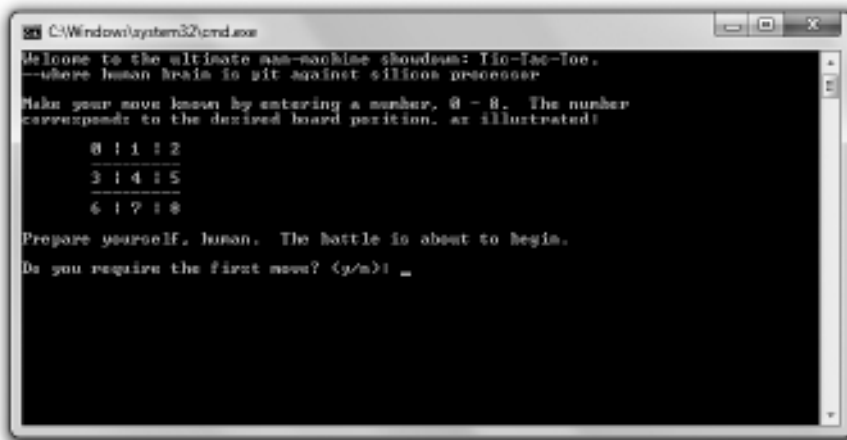 C:\Windows\system32\cmd.exe
Welcome to the ultimate man-machine showdown: Tic-Tac-Toe.
--where human brain is pit against silicon processor
Make your move known by entering a number, 0 - 8. The number
corresponds to the desired board position, as illustrated:
0 | 1 | 2
---------
3 | 4 | 5
---------
6 | 7 | 8
Prepare yourself, human. The battle is about to begin.
Do you require the first move? (y/n): _